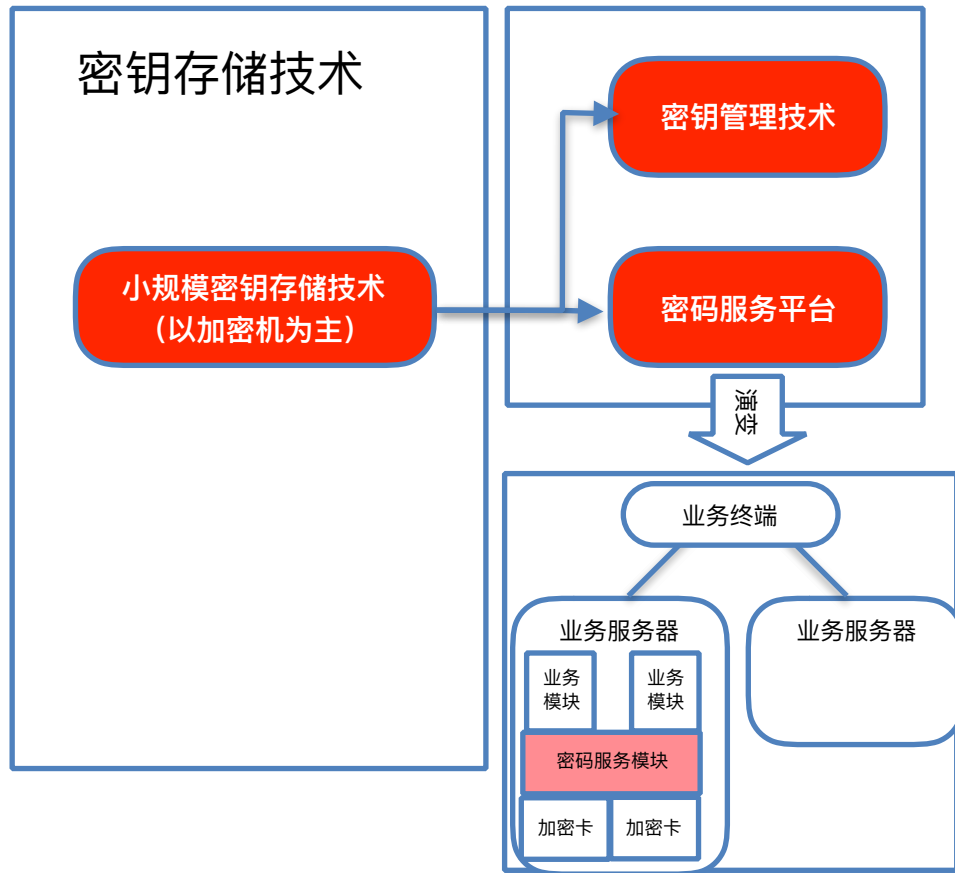 密钥存储技术
密钥管理技术
小规模密钥存储技术
（以加密机为主）
密码服务平台
演变
业务终端
业务服务器
业务服务器
业务
模块
业务
模块
密码服务模块
加密卡
加密卡